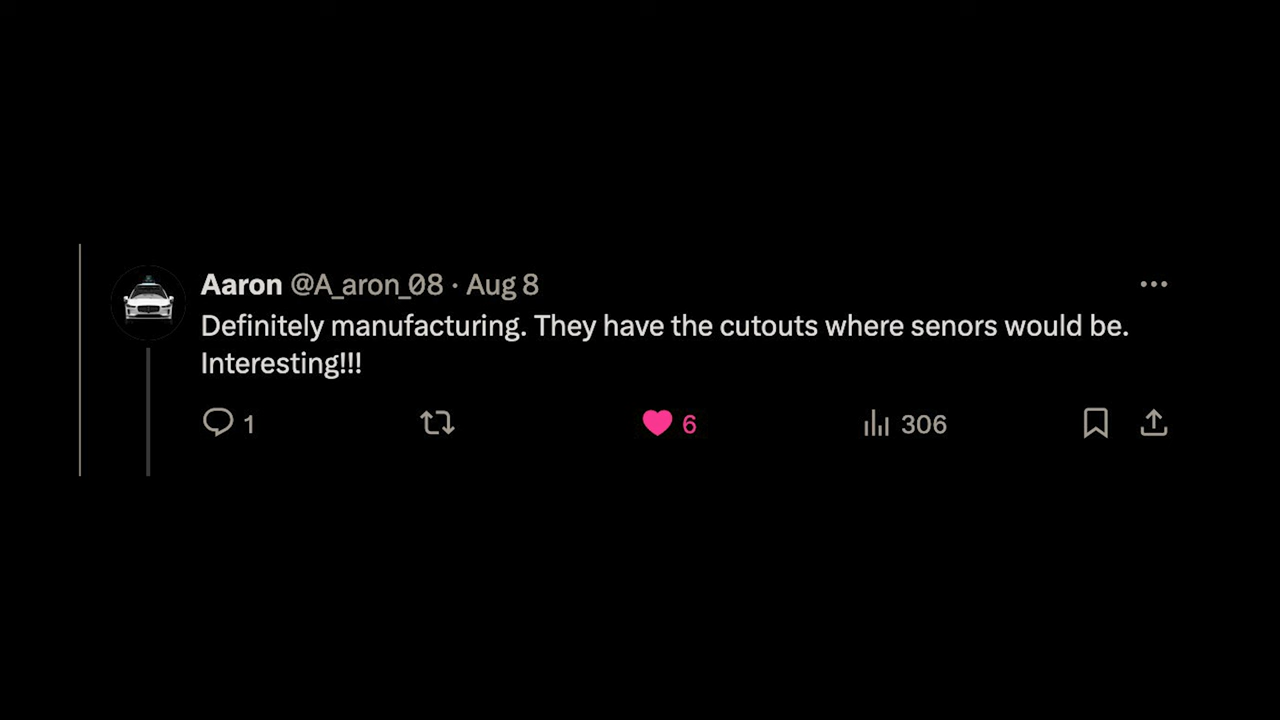 Aaron @A_aron_08 · Aug 8
Definitely manufacturing. They have the cutouts where senors would be.
Interesting!!!
1 6 306